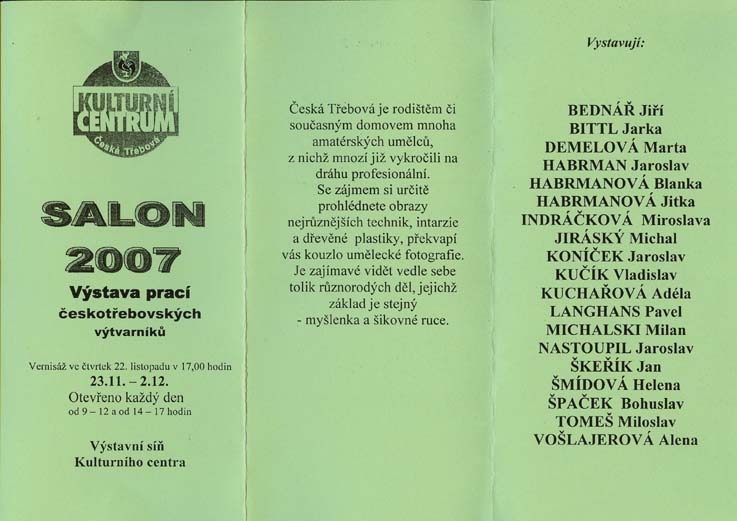 KULTURNÍ
CENTRUM
Česká Třebová
SALON
2007
Výstava prací
českotřebovských
výtvarníků
Vernisáž ve čtvrtek 22. listopadu v 17,00 hodin
23.11. – 2.12.
Otevřeno každý den
od 9 – 12 a od 14 – 17 hodin
Výstavní síň
Kulturního centra
Česká Třebová je rodištěm či
současným domovem mnoha
amatérských umělců,
z nichž mnozí již vykročili na
dráhu profesionální.
Se zájmem si určitě
prohlédnete obrazy
nejrůznějších technik, intarzie
a dřevěné plastiky, překvapí
vás kouzlo umělecké fotografie.
Je zajímavé vidět vedle sebe
tolik různorodých děl, jejichž
základ je stejný
- myšlenka a šikovné ruce.
Vystavují:
BEDNÁŘ Jiří
BITTL Jarka
DEMELOVÁ Marta
HABRMAN Jaroslav
HABRMANOVÁ Blanka
HABRMANOVÁ Jitka
INDRÁČKOVÁ Miroslava
JIRÁSKÝ Michal
KONÍČEK Jaroslav
KUČÍK Vladislav
KUCHAŘOVÁ Adéla
LANGHANS Pavel
MICHALSKI Milan
NASTOUPIL Jaroslav
ŠKEŘÍK Jan
ŠMÍDOVÁ Helena
ŠPAČEK Bohuslav
TOMEŠ Miloslav
VOŠLAJEROVÁ Alena